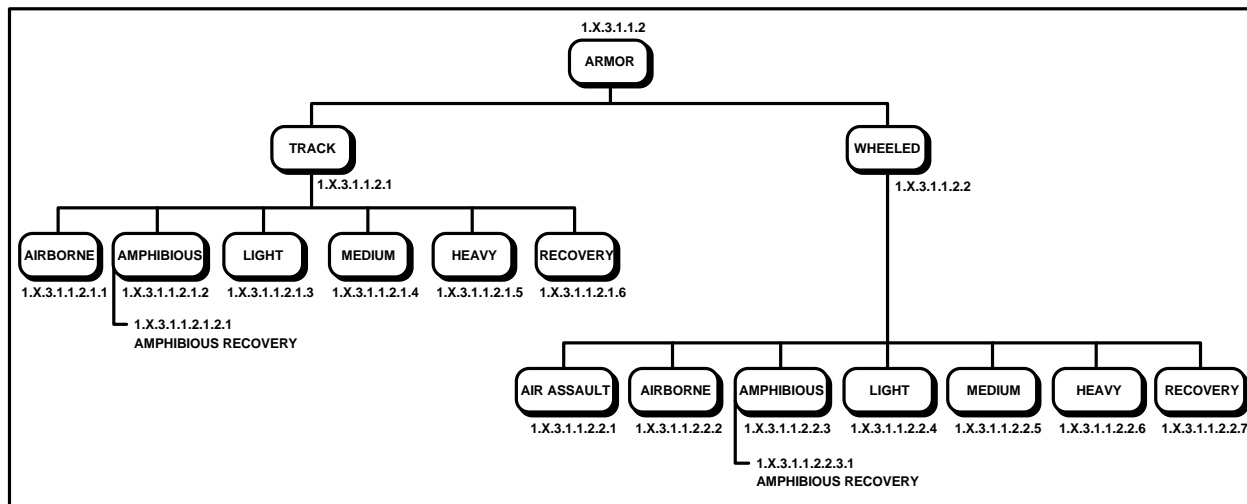 1.X.3.1.1.2
ARMOR
TRACK
WHEELED
1.X.3.1.1.2.1
1.X.3.1.1.2.2
AIRBORNE AMPHIBIOUS LIGHT MEDIUM HEAVY RECOVERY
1.X.3.1.1.2.1.1 1.X.3.1.1.2.1.2 1.X.3.1.1.2.1.3 1.X.3.1.1.2.1.4 1.X.3.1.1.2.1.5 1.X.3.1.1.2.1.6
1.X.3.1.1.2.1.2.1
AMPHIBIOUS RECOVERY
AIR ASSAULT AIRBORNE AMPHIBIOUS LIGHT MEDIUM HEAVY RECOVERY
1.X.3.1.1.2.2.1 1.X.3.1.1.2.2.2 1.X.3.1.1.2.2.3 1.X.3.1.1.2.2.4 1.X.3.1.1.2.2.5 1.X.3.1.1.2.2.6 1.X.3.1.1.2.2.7
1.X.3.1.1.2.2.3.1
AMPHIBIOUS RECOVERY